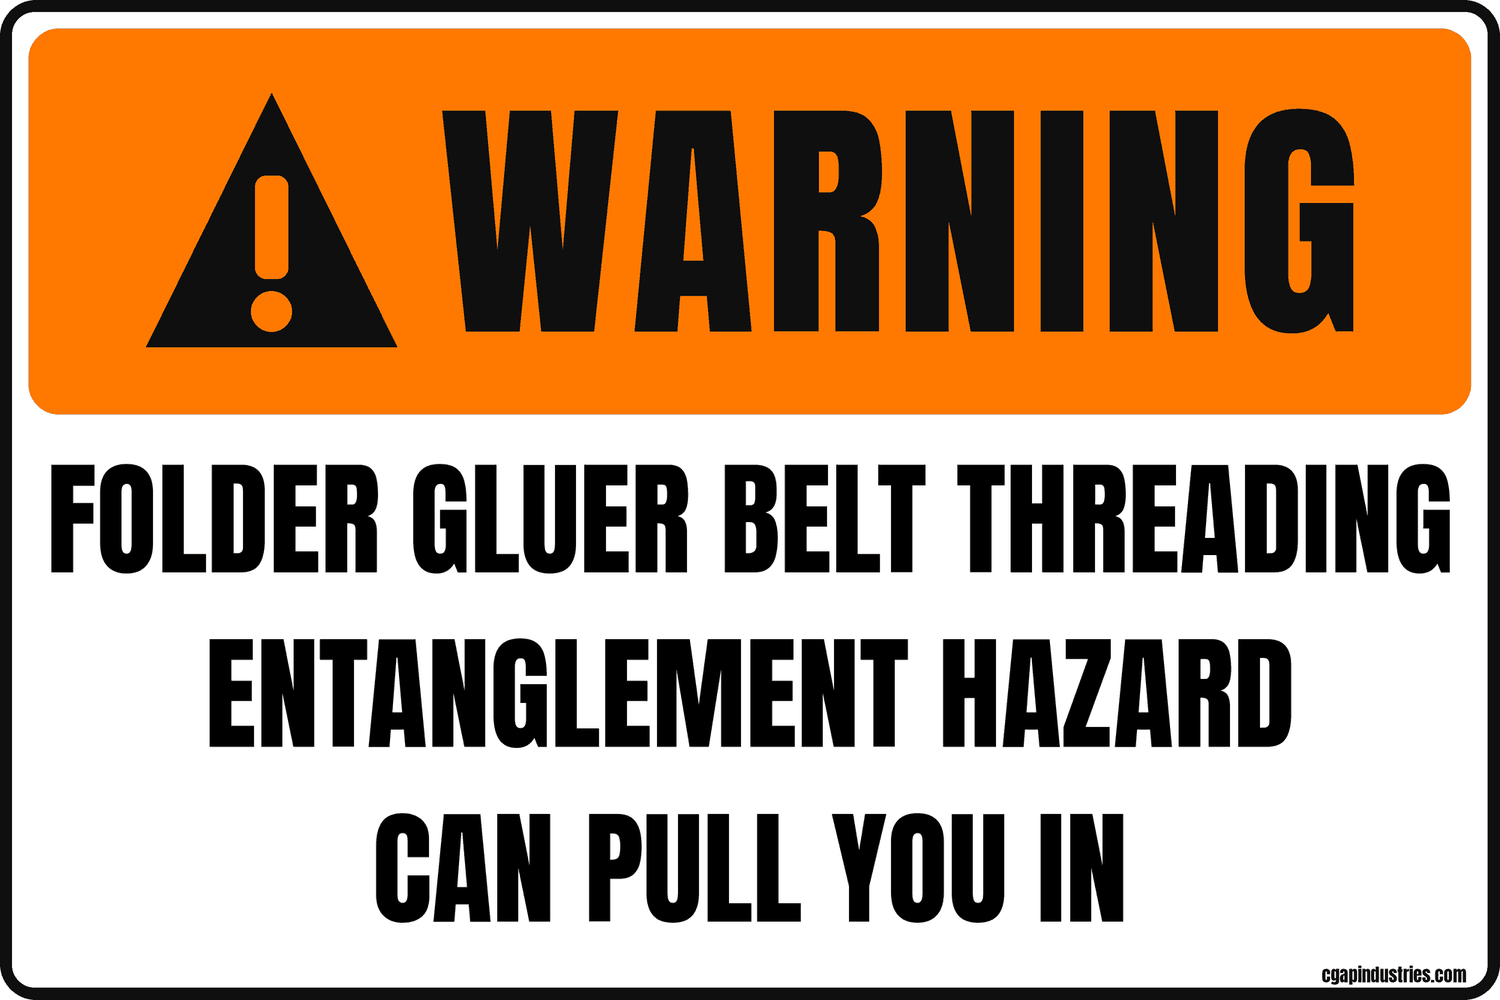 WARNING
FOLDER GLUER BELT THREADING
ENTANGLEMENT HAZARD
CAN PULL YOU IN
cgapindustries.com